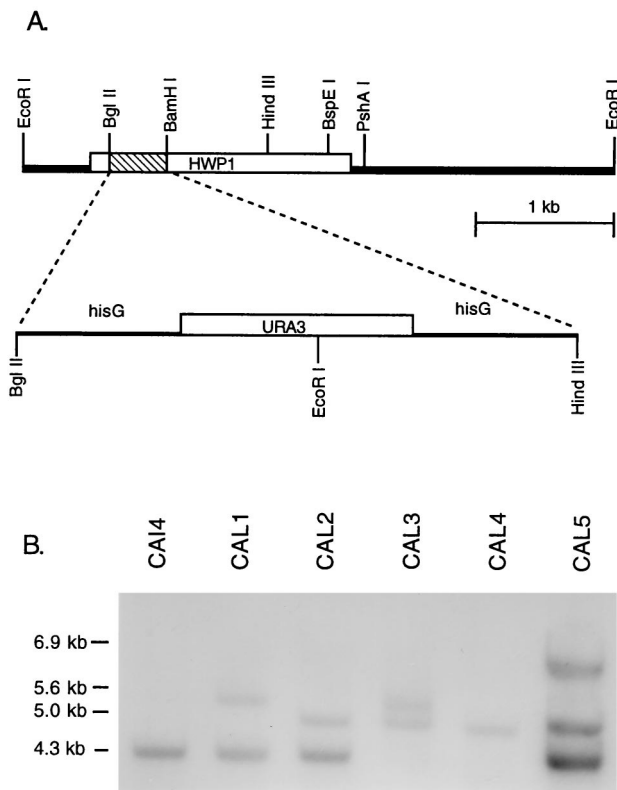 A.
EcoR I
Bgl II
BamH I
Hind III
BspE I
PshA I
EcoR I
HWP1
1 kb
hisG
hisG
URA3
Bgl II
EcoR I
Hind III
B.
CAI4
CAL1
CAL2
CAL3
CAL4
CAL5
6.9 kb
5.6 kb
5.0 kb
4.3 kb